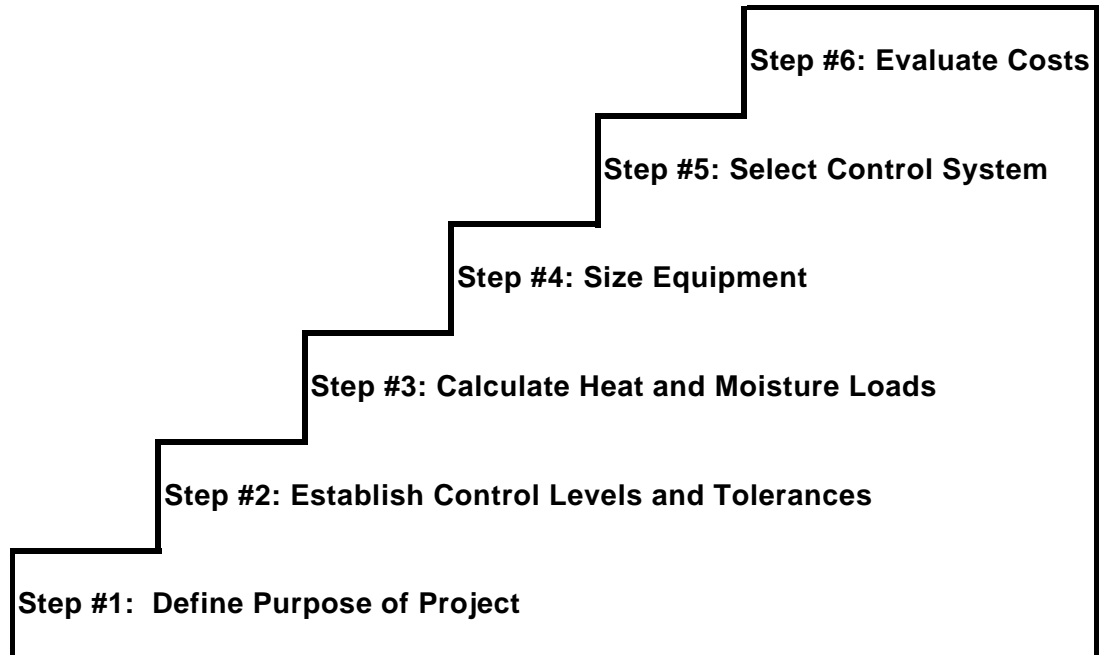 Step #6: Evaluate Costs
Step #5: Select Control System
Step #4: Size Equipment
Step #3: Calculate Heat and Moisture Loads
Step #2: Establish Control Levels and Tolerances
Step #1: Define Purpose of Project